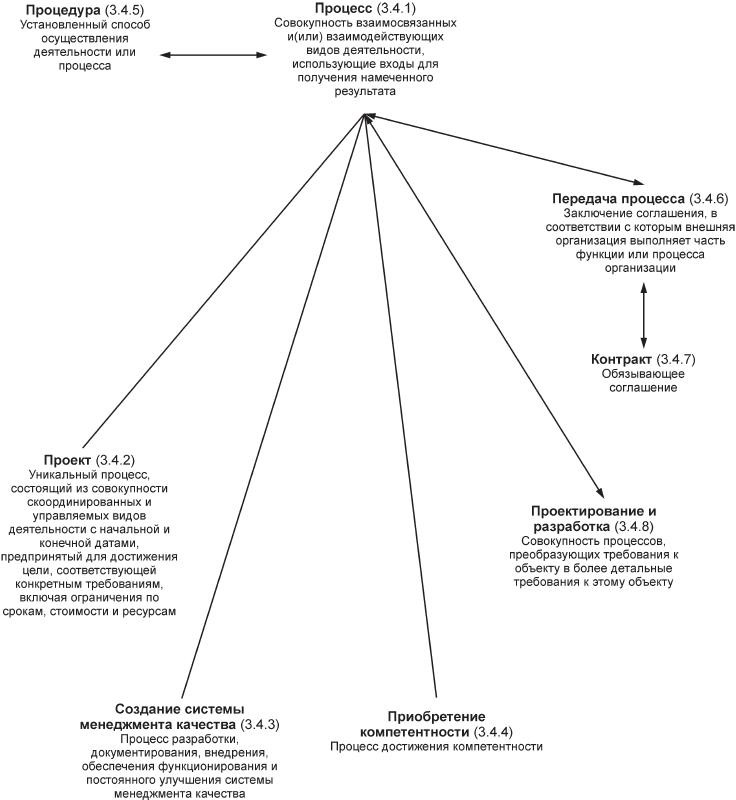 Процедура (3.4.5)
Установленный способ
осуществления
деятельности или
процесса
Процесс (3.4.1)
Совокупность взаимосвязанных
и(или) взаимодействующих
видов деятельности,
использующие входы для
получения намеченного
результата
Передача процесса (3.4.6)
Заключение соглашения, в
соответствии с которым внешняя
организация выполняет часть
функции или процесса
организации
Контракт (3.4.7)
Обязывающее
соглашение
Проект (3.4.2)
Уникальный процесс,
состоящий из совокупности
скоординированных и
управляемых видов
деятельности с начальной и
конечной датами,
предпринятый для достижения
цели, соответствующей
конкретным требованиям,
включая ограничения по
срокам, стоимости и ресурсам
Проектирование и
разработка (3.4.8)
Совокупность процессов,
преобразующих требования к
объекту в более детальные
требования к этому объекту
Создание системы
менеджмента качества (3.4.3)
Процесс разработки,
документирования, внедрения,
обеспечения функционирования и
постоянного улучшения системы
менеджмента качества
Приобретение
компетентности (3.4.4)
Процесс достижения компетентности